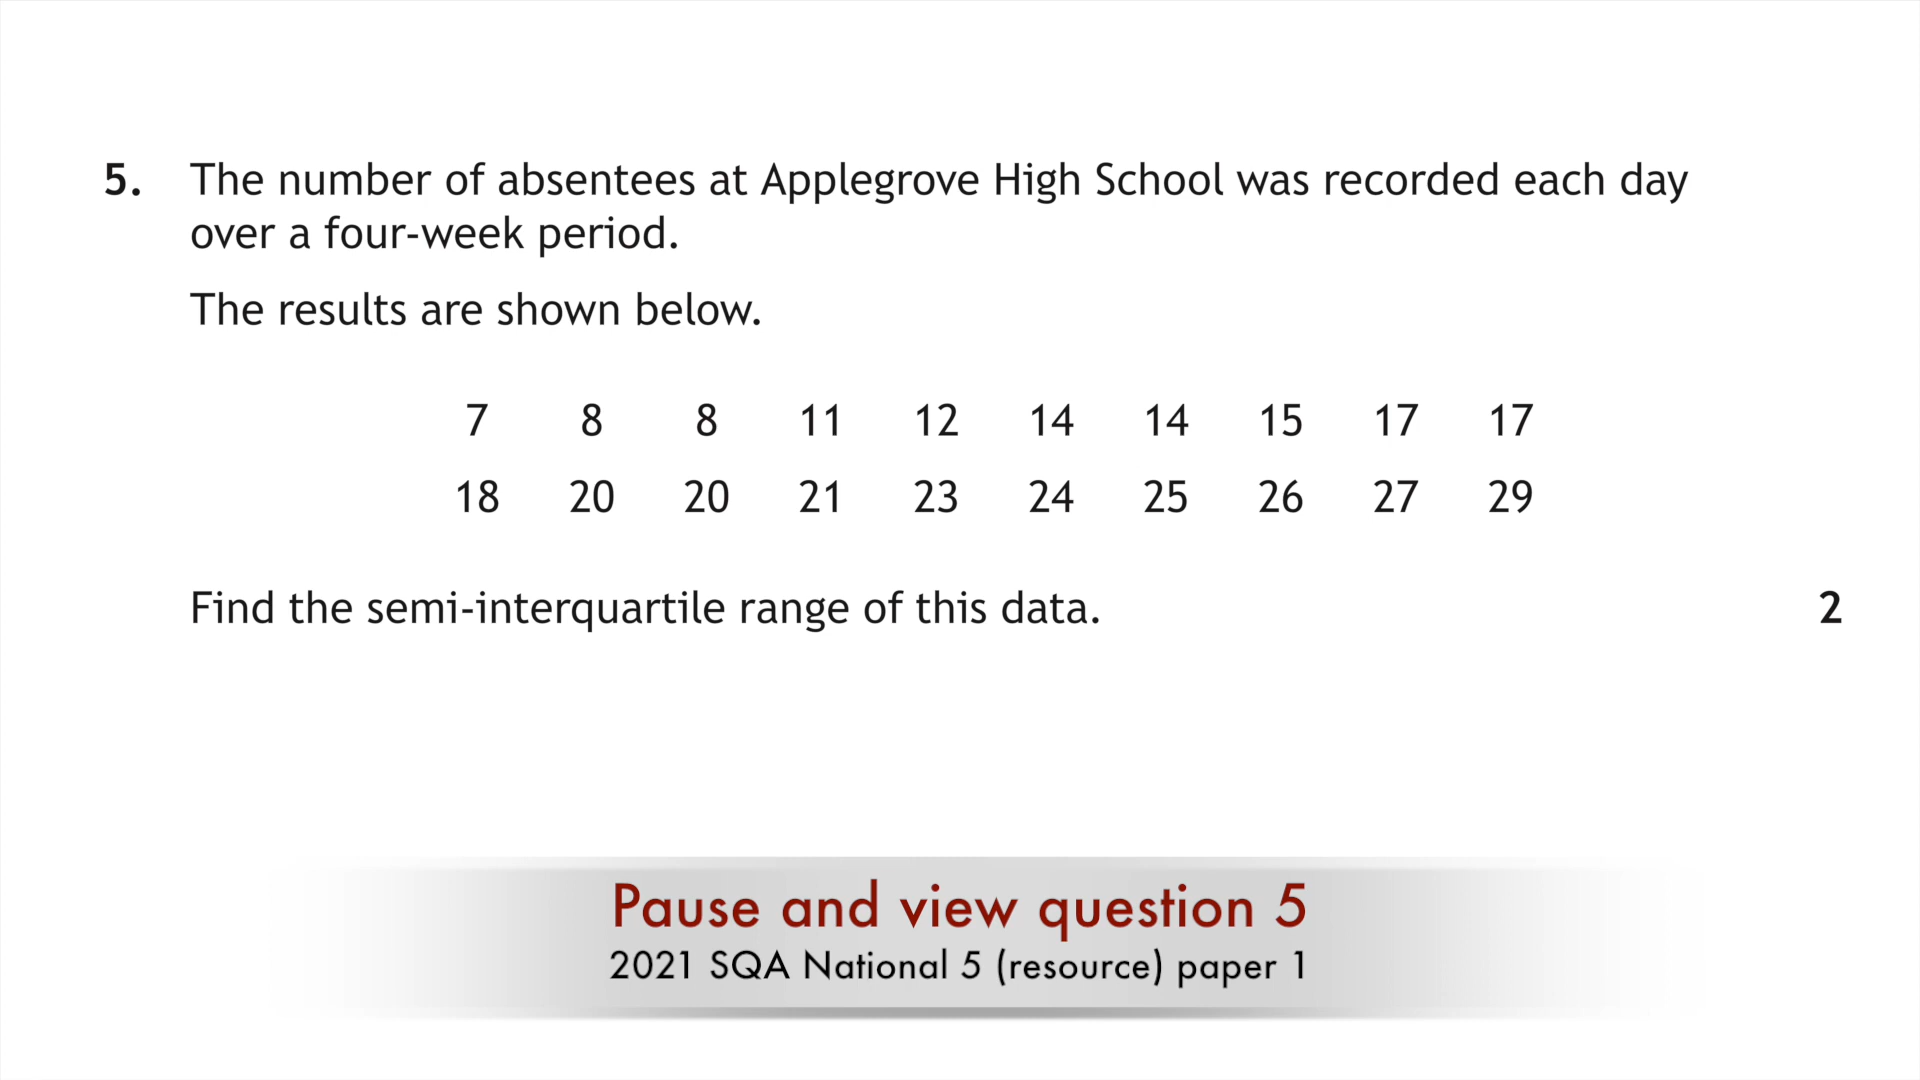 5. The number of absentees at Applegrove High School was recorded each day
over a four-week period.
The results are shown below.
7 8 8 11 12 14 14 15 17 17
18 20 20 21 23 24 25 26 27 29
Find the semi-interquartile range of this data. 2
Pause and view question 5
2021 SQA National 5 (resource) paper 1